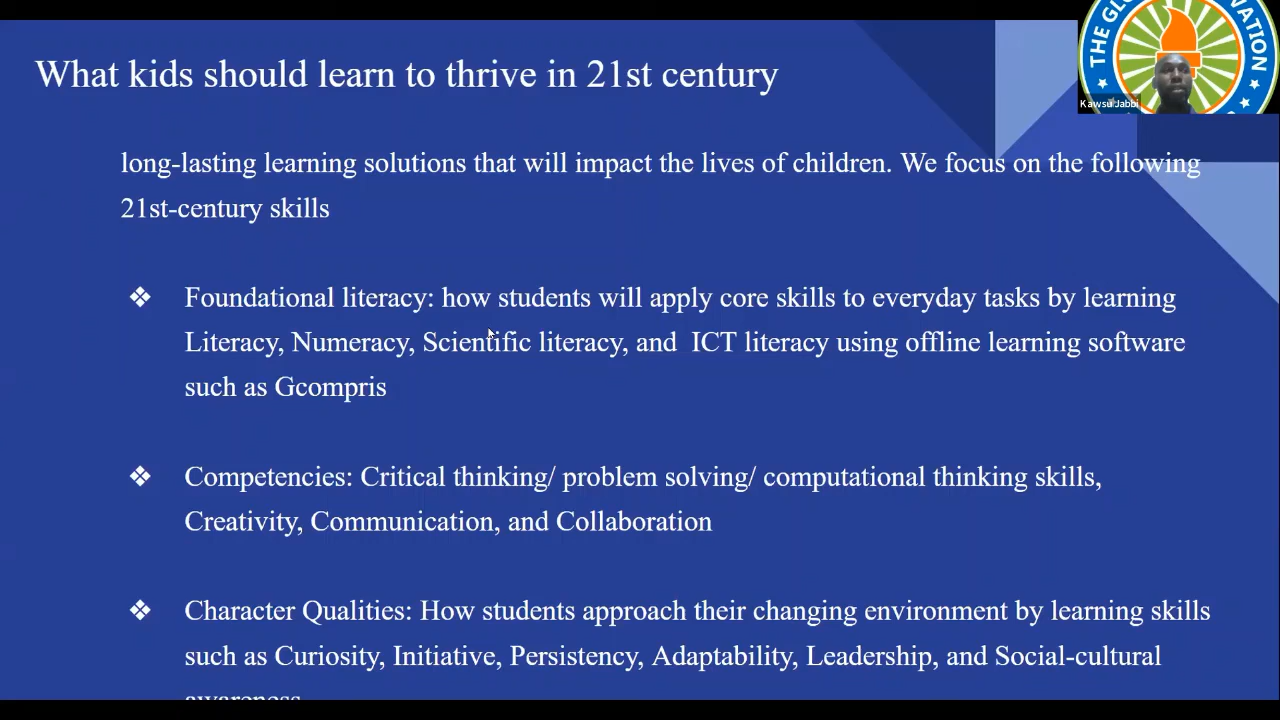 What kids should learn to thrive in 21st century
THE GLO
NATION
Kawsu Jabbi
long-lasting learning solutions that will impact the lives of children. We focus on the following
21st-century skills
❖ Foundational literacy: how students will apply core skills to everyday tasks by learning
Literacy, Numeracy, Scientific literacy, and ICT literacy using offline learning software
such as Gcompris
❖ Competencies: Critical thinking/ problem solving/ computational thinking skills,
Creativity, Communication, and Collaboration
❖ Character Qualities: How students approach their changing environment by learning skills
such as Curiosity, Initiative, Persistency, Adaptability, Leadership, and Social-cultural
awareness